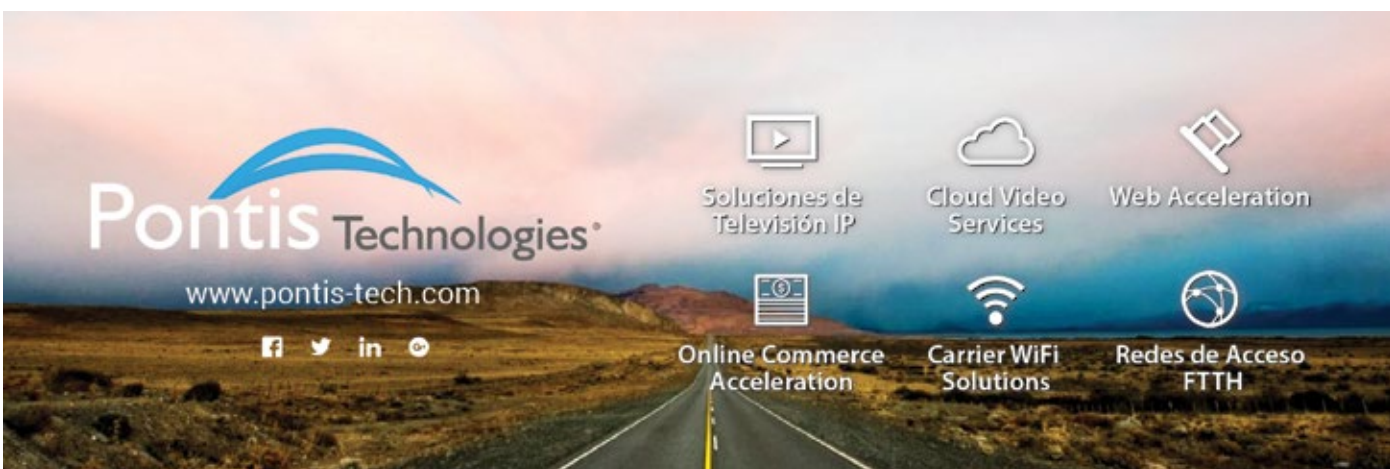 Pontis Technologies®
www.pontis-tech.com
Soluciones de
Televisión IP
Cloud Video
Services
Web Acceleration
Online Commerce
Acceleration
Carrier WiFi
Solutions
Redes de Acceso
FTTH